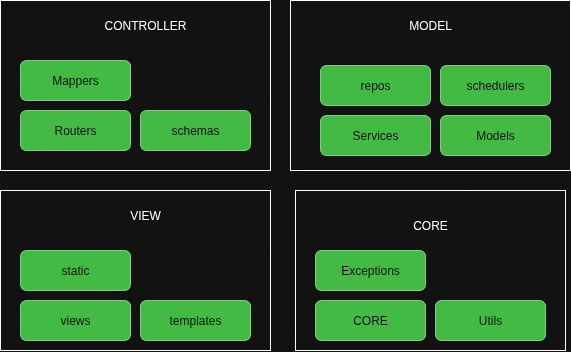 CONTROLLER
Mappers
Routers
schemas
MODEL
repos
schedulers
Services
Models
VIEW
static
views
templates
CORE
Exceptions
CORE
Utils